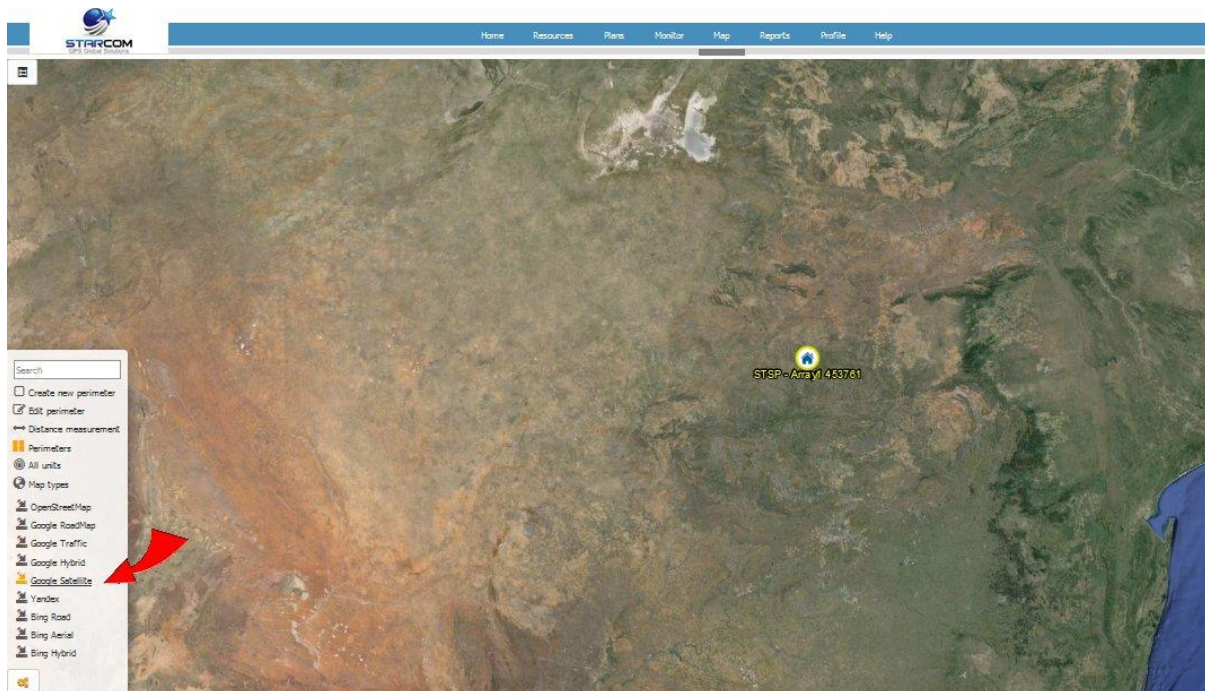 STARCOM
GPS Global Solutions
Home Resources Plans Monitor Map Reports Profile Help
STSP - Array1 453761
Search
Create new perimeter
Edit perimeter
Distance measurement
Perimeters
All units
Map types
OpenStreetMap
Google RoadMap
Google Traffic
Google Hybrid
Google Satellite
Yandex
Bing Road
Bing Aerial
Bing Hybrid